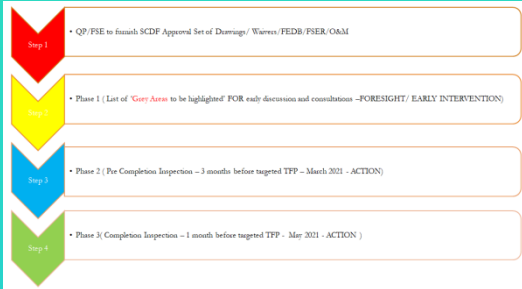 Step 1
• QP/FSE to furnish SCDF Approval Set of Drawings/ Waivers/FEDB/FSER/O&M
Step 2
• Phase 1 ( List of 'Grey Areas to be highlighted' FOR early discussion and consultations –FORESIGHT/ EARLY INTERVENTION)
Step 3
• Phase 2 ( Pre Completion Inspection – 3 months before targeted TFP – March 2021 - ACTION)
Step 4
• Phase 3( Completion Inspection – 1 month before targeted TFP - May 2021 - ACTION )